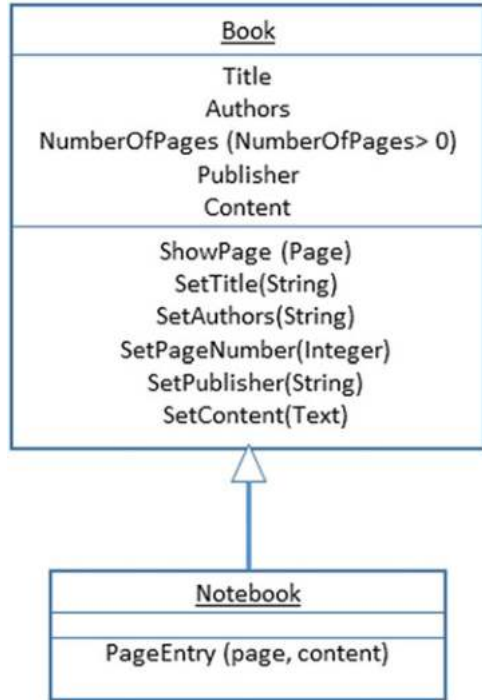 Book
Title
Authors
NumberOfPages (NumberOfPages> 0)
Publisher
Content
ShowPage (Page)
SetTitle(String)
SetAuthors(String)
SetPageNumber(Integer)
SetPublisher(String)
SetContent(Text)
Notebook
PageEntry (page, content)